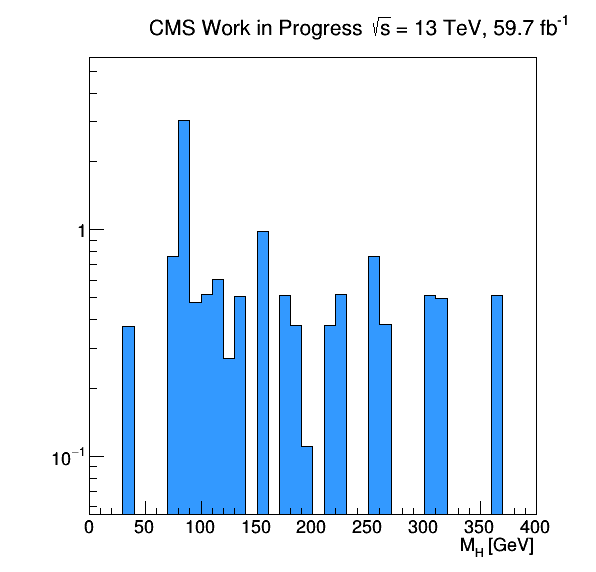 CMS Work in Progress √s = 13 TeV, 59.7 fb⁻¹
1
10⁻¹
0 50 100 150 200 250 300 350 400
M_H [GeV]